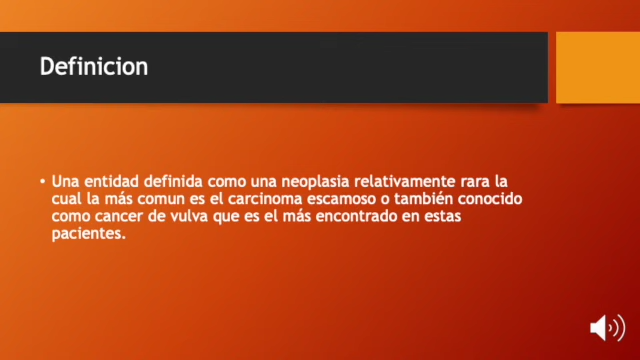 Definicion
• Una entidad definida como una neoplasia relativamente rara la
cual la más comun es el carcinoma escamoso o también conocido
como cancer de vulva que es el más encontrado en estas
pacientes.